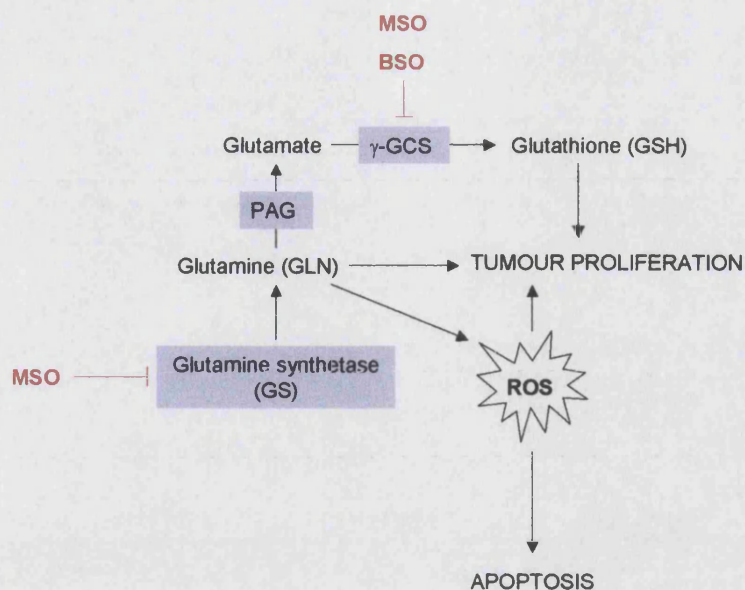 MSO
BSO
Glutamate
γ-GCS
Glutathione (GSH)
PAG
Glutamine (GLN)
TUMOUR PROLIFERATION
MSO
Glutamine synthetase
(GS)
ROS
APOPTOSIS